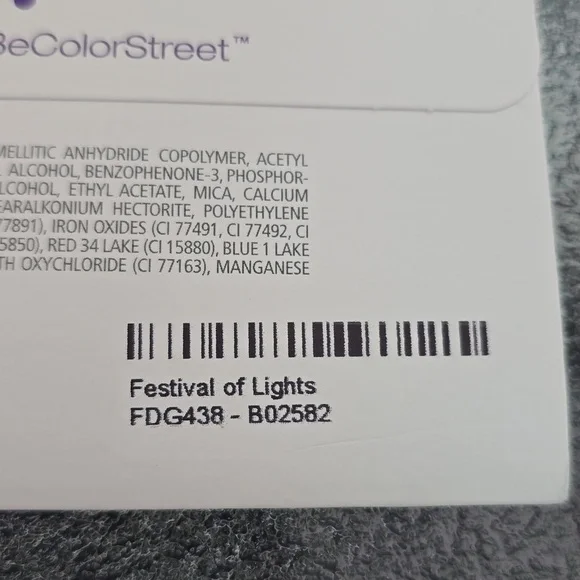 BeColorStreet™
MELLITIC ANHYDRIDE COPOLYMER, ACETYL
ALCOHOL, BENZOPHENONE-3, PHOSPHOR-
LCOHOL, ETHYL ACETATE, MICA, CALCIUM
EARALKONIUM HECTORITE, POLYETHYLENE
77891), IRON OXIDES (CI 77491, CI 77492, CI
5850), RED 34 LAKE (CI 15880), BLUE 1 LAKE
TH OXYCHLORIDE (CI 77163), MANGANESE
Festival of Lights
FDG438 - B02582